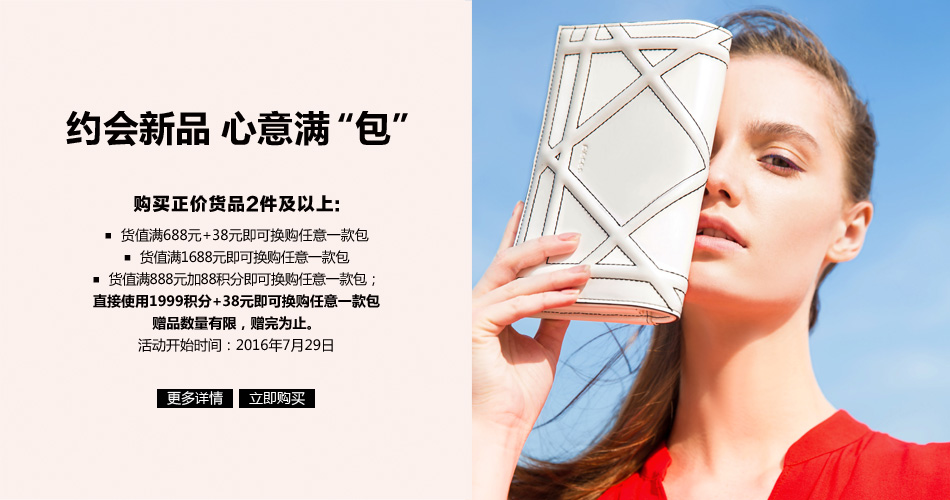 约会新品 心意满“包”
购买正价货品2件及以上:
▪ 货值满688元+38元即可换购任意一款包
▪ 货值满1688元即可换购任意一款包
▪ 货值满888元加88积分即可换购任意一款包；
直接使用1999积分+38元即可换购任意一款包
赠品数量有限，赠完为止。
活动开始时间：2016年7月29日
更多详情 立即购买